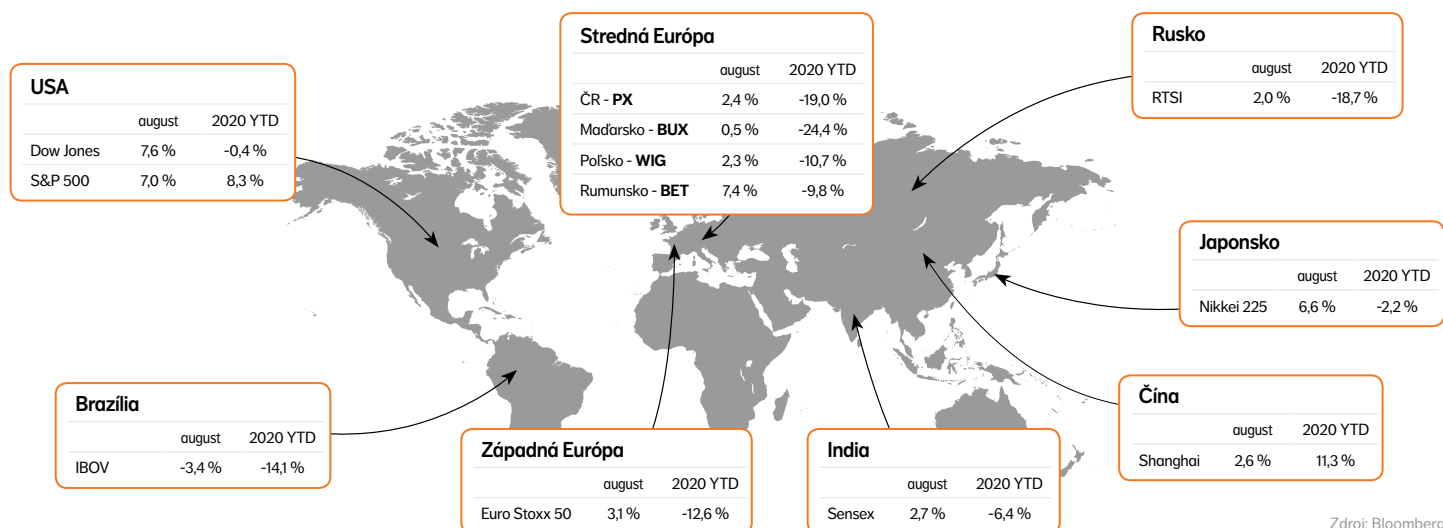 Stredná Európa
august 2020 YTD
ČR - PX 2,4 % -19,0 %
Maďarsko - BUX 0,5 % -24,4 %
Poľsko - WIG 2,3 % -10,7 %
Rumunsko - BET 7,4 % -9,8 %
Rusko
august 2020 YTD
RTSI 2,0 % -18,7 %
USA
august 2020 YTD
Dow Jones 7,6 % -0,4 %
S&P 500 7,0 % 8,3 %
Japonsko
august 2020 YTD
Nikkei 225 6,6 % -2,2 %
Brazília
august 2020 YTD
IBOV -3,4 % -14,1 %
Západná Európa
august 2020 YTD
Euro Stoxx 50 3,1 % -12,6 %
India
august 2020 YTD
Sensex 2,7 % -6,4 %
Čína
august 2020 YTD
Shanghai 2,6 % 11,3 %
Zdroj: Bloomberg